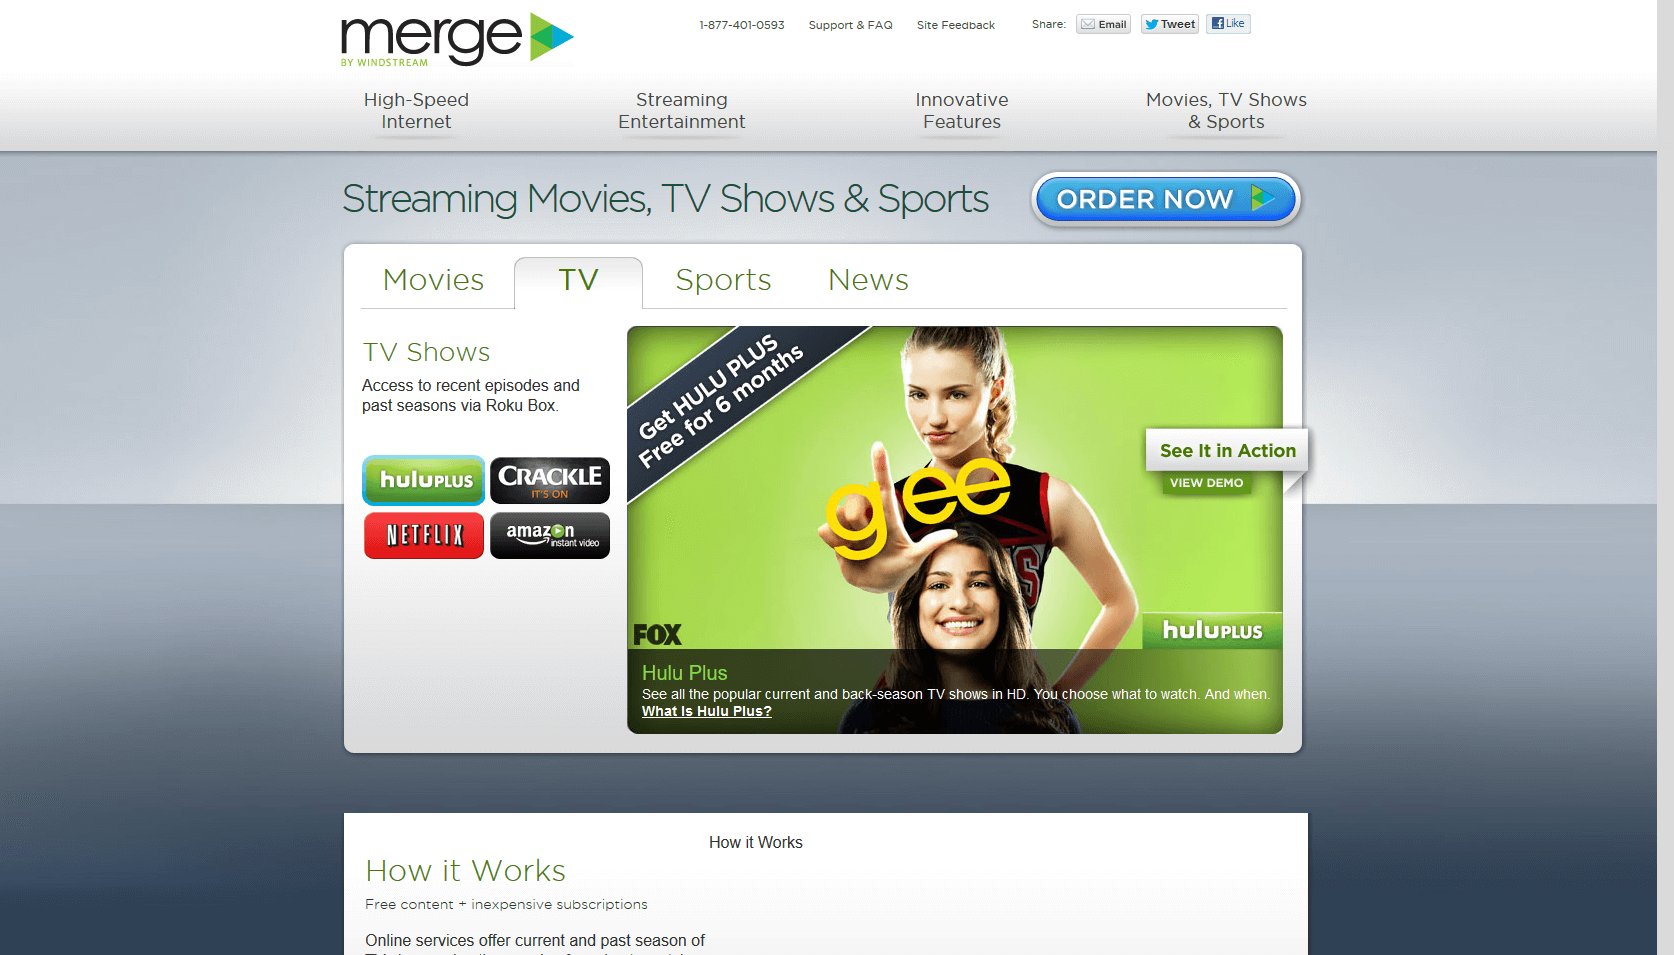 merge
BY WINDSTREAM
1-877-401-0593
Support & FAQ
Site Feedback
Share:
Email
Tweet
Like
High-Speed
Internet
Streaming
Entertainment
Innovative
Features
Movies, TV Shows
& Sports
Streaming Movies, TV Shows & Sports
ORDER NOW
Movies
TV
Sports
News
TV Shows
Access to recent episodes and
past seasons via Roku Box.
huluPLUS
CRACKLE
IT'S ON
NETFLIX
amazon
instant video
Get HULU PLUS
Free for 6 months
glee
S
See It in Action
VIEW DEMO
FOX
huluPLUS
Hulu Plus
See all the popular current and back-season TV shows in HD. You choose what to watch. And when.
What Is Hulu Plus?
How it Works
How it Works
Free content + inexpensive subscriptions
Online services offer current and past season of